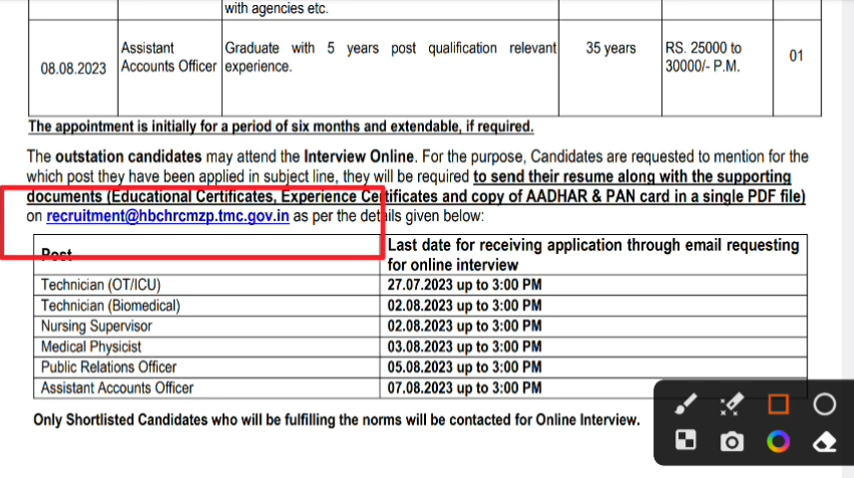 with agencies etc.
08.08.2023 Assistant Accounts Officer Graduate with 5 years post qualification relevant experience. 35 years RS. 25000 to 30000/- P.M. 01
The appointment is initially for a period of six months and extendable, if required.
The outstation candidates may attend the Interview Online. For the purpose, Candidates are requested to mention for the
which post they have been applied in subject line, they will be required to send their resume along with the supporting
documents (Educational Certificates, Experience Certificates and copy of AADHAR & PAN card in a single PDF file)
on recruitment@hbchrcmzp.tmc.gov.in as per the details given below:
Post Last date for receiving application through email requesting for online interview
Technician (OT/ICU) 27.07.2023 up to 3:00 PM
Technician (Biomedical) 02.08.2023 up to 3:00 PM
Nursing Supervisor 02.08.2023 up to 3:00 PM
Medical Physicist 03.08.2023 up to 3:00 PM
Public Relations Officer 05.08.2023 up to 3:00 PM
Assistant Accounts Officer 07.08.2023 up to 3:00 PM
Only Shortlisted Candidates who will be fulfilling the norms will be contacted for Online Interview.